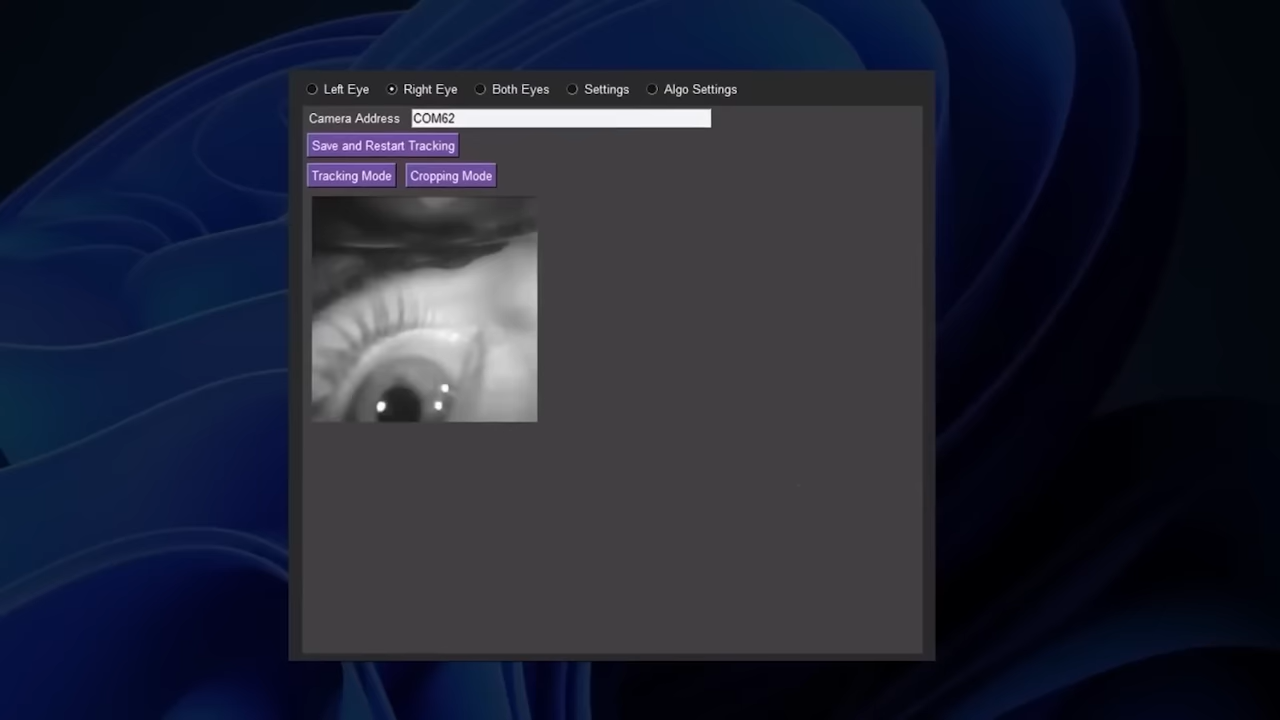 Left Eye Right Eye Both Eyes Settings Algo Settings
Camera Address COM62
Save and Restart Tracking
Tracking Mode Cropping Mode